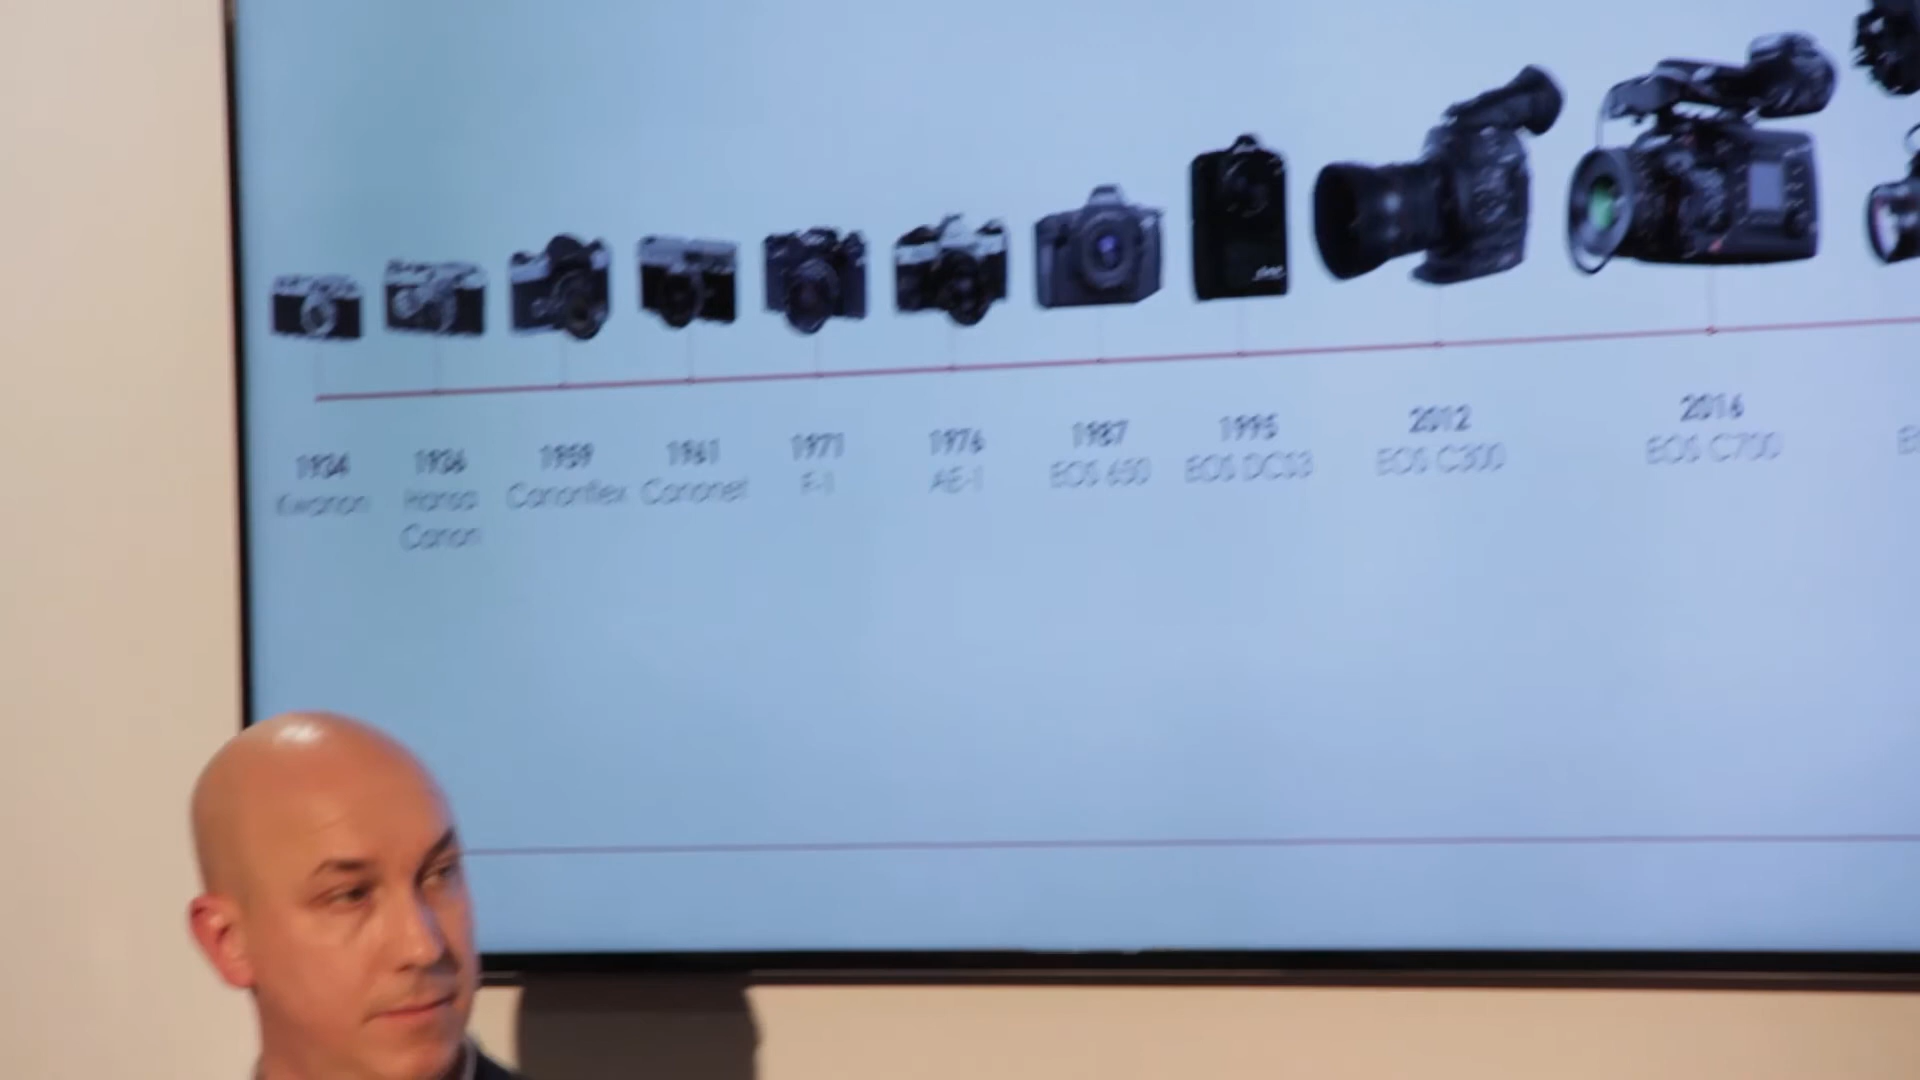 1934
Kwanon
1936
Hansa
Canon
1959
Canonflex
1961
Canonet
1971
F-1
1976
AE-1
1987
EOS 650
1995
EOS DCS3
2012
EOS C300
2016
EOS C700